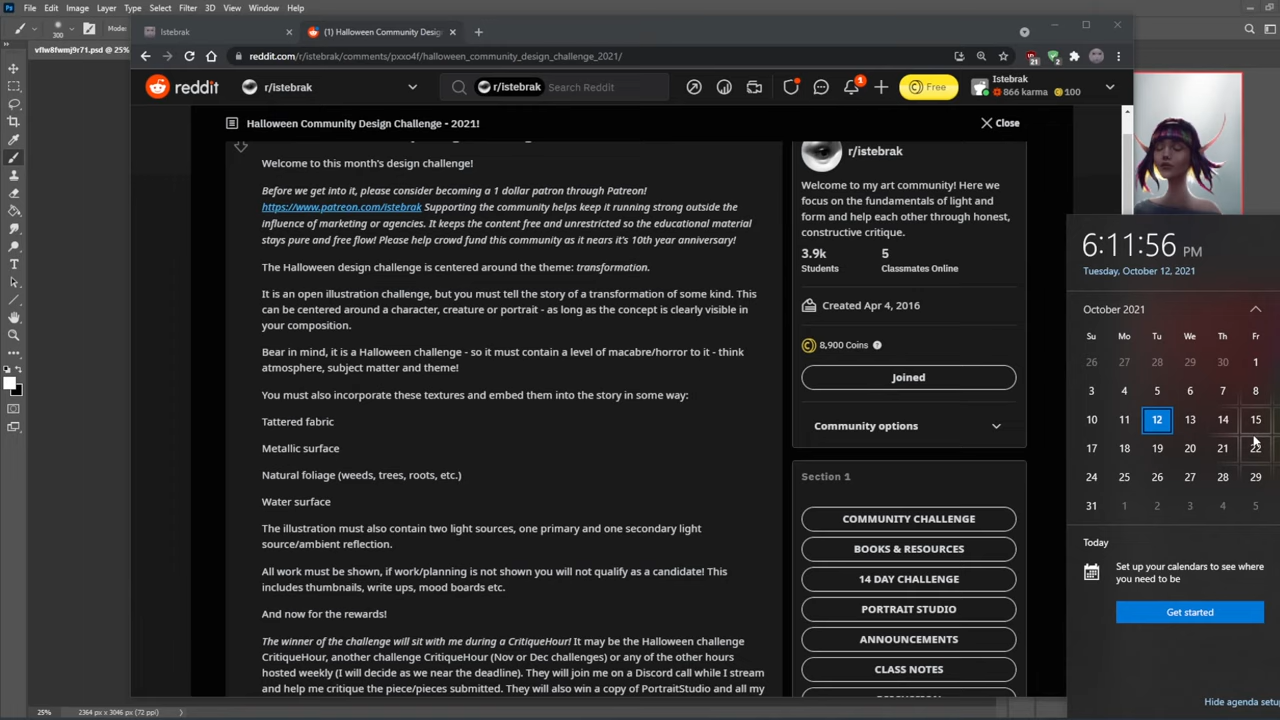 File Edit Image Layer Type Select Filter 3D View Window Help
300 Mode:
vflw8fwmj9r71.psd @ 25%
Istebrak
(1) Halloween Community Desig
reddit.com/r/istebrak/comments/pxxo4f/halloween_community_design_challenge_2021/
21 2
reddit r/istebrak r/istebrak Search Reddit 1 Free Istebrak
866 karma 100
Halloween Community Design Challenge - 2021! Close
Welcome to this month's design challenge!
Before we get into it, please consider becoming a 1 dollar patron through Patreon!
https://www.patreon.com/istebrak Supporting the community helps keep it running strong outside the
influence of marketing or agencies. It keeps the content free and unrestricted so the educational material
stays pure and free flow! Please help crowd fund this community as it nears it's 10th year anniversary!
The Halloween design challenge is centered around the theme: transformation.
It is an open illustration challenge, but you must tell the story of a transformation of some kind. This
can be centered around a character, creature or portrait - as long as the concept is clearly visible in
your composition.
Bear in mind, it is a Halloween challenge - so it must contain a level of macabre/horror to it - think
atmosphere, subject matter and theme!
You must also incorporate these textures and embed them into the story in some way:
Tattered fabric
Metallic surface
Natural foliage (weeds, trees, roots, etc.)
Water surface
The illustration must also contain two light sources, one primary and one secondary light
source/ambient reflection.
All work must be shown, if work/planning is not shown you will not qualify as a candidate! This
includes thumbnails, write ups, mood boards etc.
And now for the rewards!
The winner of the challenge will sit with me during a CritiqueHour! It may be the Halloween challenge
CritiqueHour, another challenge CritiqueHour (Nov or Dec challenges) or any of the other hours
hosted weekly (I will decide as we near the deadline). They will join me on a Discord call while I stream
and help me critique the piece/pieces submitted. They will also win a copy of PortraitStudio and all my
r/istebrak
Welcome to my art community! Here we
focus on the fundamentals of light and
form and help each other through honest,
constructive critique.
3.9k 5
Students Classmates Online
Created Apr 4, 2016
8,900 Coins
Joined
Community options
Section 1
COMMUNITY CHALLENGE
BOOKS & RESOURCES
14 DAY CHALLENGE
PORTRAIT STUDIO
ANNOUNCEMENTS
CLASS NOTES
6:11:56 PM
Tuesday, October 12, 2021
October 2021
Su Mo Tu We Th Fr
26 27 28 29 30 1
3 4 5 6 7 8
10 11 12 13 14 15
17 18 19 20 21 22
24 25 26 27 28 29
31 1 2 3 4 5
Today
Set up your calendars to see where
you need to be
Get started
Hide agenda setu
25% 2364 px x 3046 px (72 ppi)